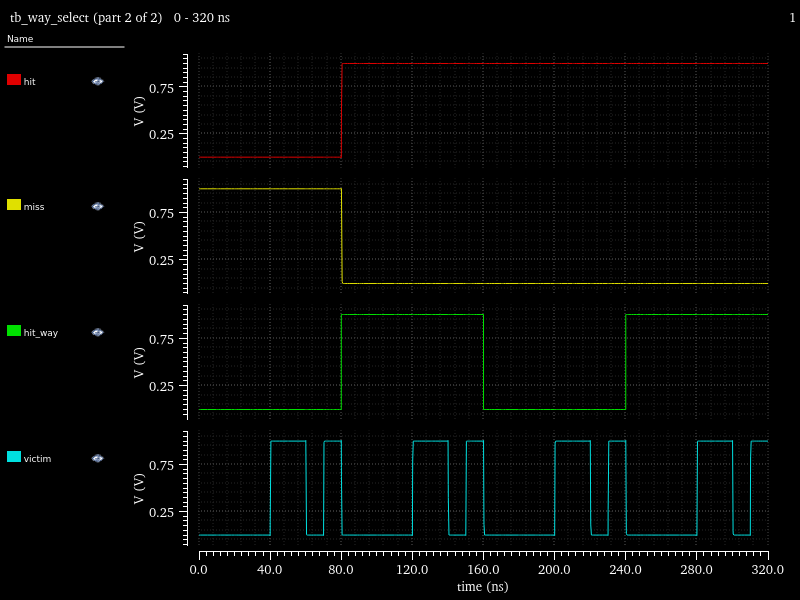 tb_way_select (part 2 of 2) 0 - 320 ns 1
Name
hit
V (V)
0.75
0.25
miss
V (V)
0.75
0.25
hit_way
V (V)
0.75
0.25
victim
V (V)
0.75
0.25
0.0 40.0 80.0 120.0 160.0 200.0 240.0 280.0 320.0
time (ns)